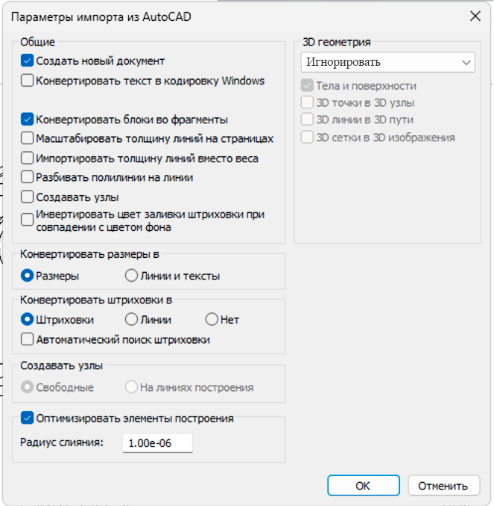 Параметры импорта из AutoCAD
Общие
Создать новый документ
Конвертировать текст в кодировку Windows
Конвертировать блоки во фрагменты
Масштабировать толщину линий на страницах
Импортировать толщину линий вместо веса
Разбивать полилинии на линии
Создавать узлы
Инвертировать цвет заливки штриховки при
совпадении с цветом фона
3D геометрия
Игнорировать
Тела и поверхности
3D точки в 3D узлы
3D линии в 3D пути
3D сетки в 3D изображения
Конвертировать размеры в
Размеры Линии и тексты
Конвертировать штриховки в
Штриховки Линии Нет
Автоматический поиск штриховки
Создавать узлы
Свободные На линиях построения
Оптимизировать элементы построения
Радиус слияния: 1.00e-06
ОК Отменить